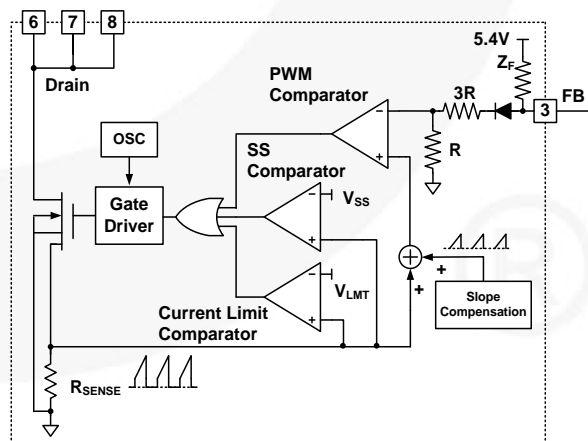 6 7 8
Drain
5.4V
ZF
3R
3
FB
PWM
Comparator
R
OSC
SS
Comparator
Gate
Driver
VSS
VLMT
Current Limit
Comparator
+
+
Slope
Compensation
RSENSE
-
+
-
+
-
+
R